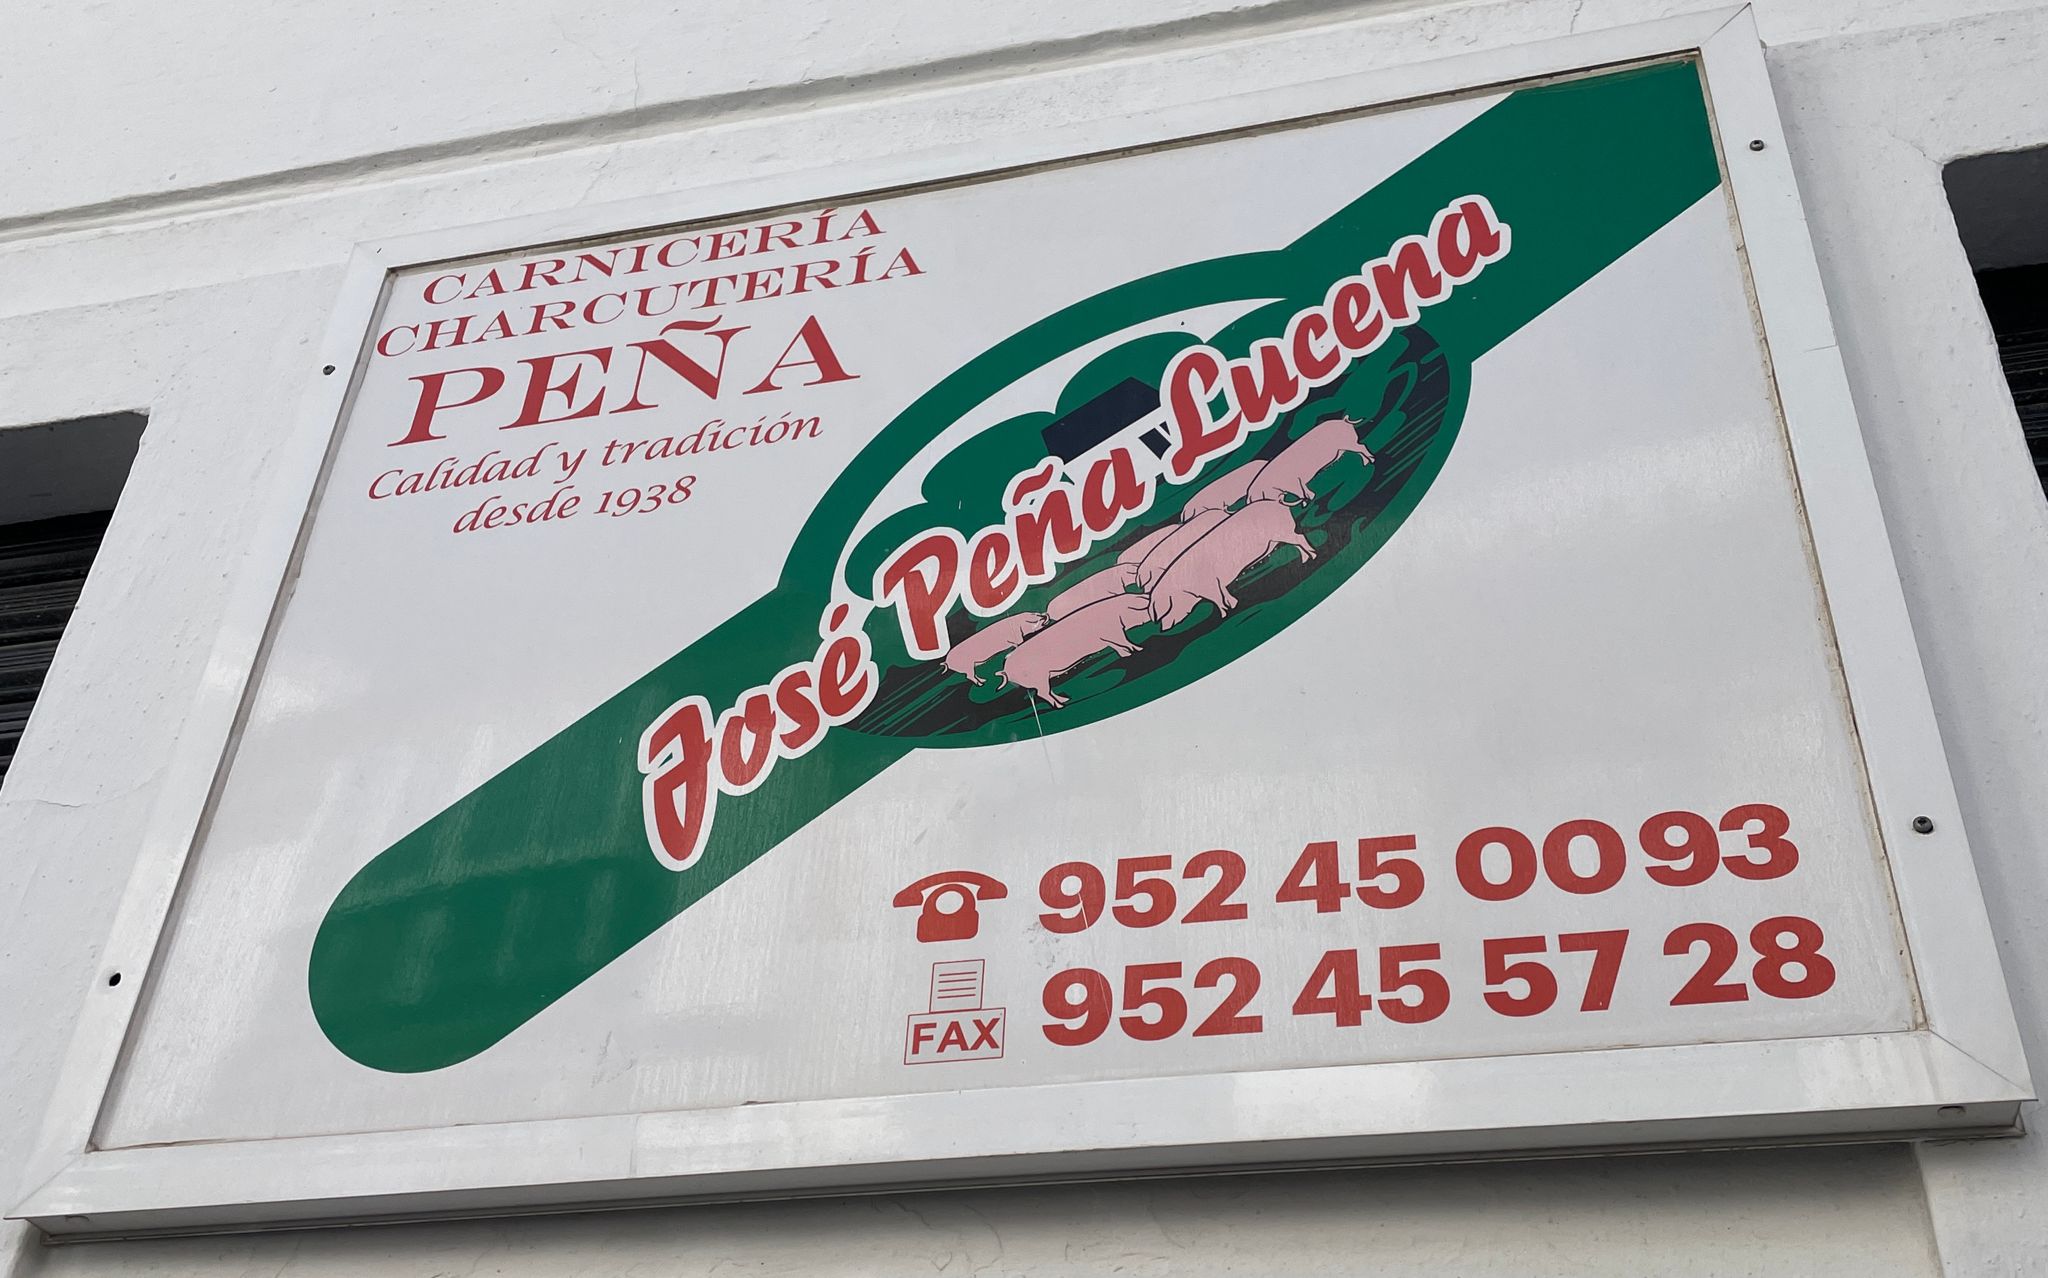 CARNICERÍA
CHARCUTERÍA
PEÑA
Calidad y tradición
desde 1938
José Peña Lucena
952 45 00 93
FAX 952 45 57 28